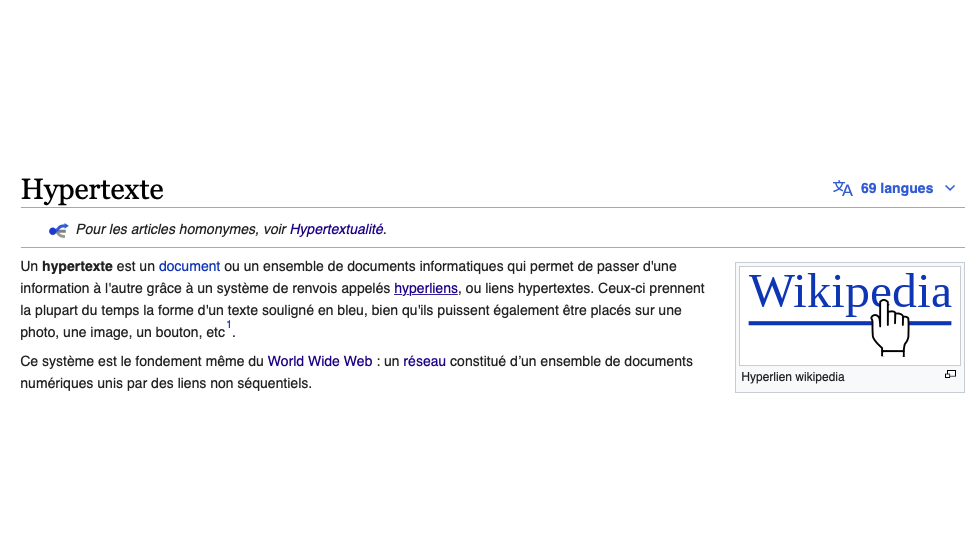 Hypertexte
69 langues
Pour les articles homonymes, voir Hypertextualité.
Un hypertexte est un document ou un ensemble de documents informatiques qui permet de passer d'une
information à l'autre grâce à un système de renvois appelés hyperliens, ou liens hypertextes. Ceux-ci prennent
la plupart du temps la forme d'un texte souligné en bleu, bien qu'ils puissent également être placés sur une
photo, une image, un bouton, etc1.
Ce système est le fondement même du World Wide Web : un réseau constitué d’un ensemble de documents
numériques unis par des liens non séquentiels.
Wikipedia
Hyperlien wikipedia